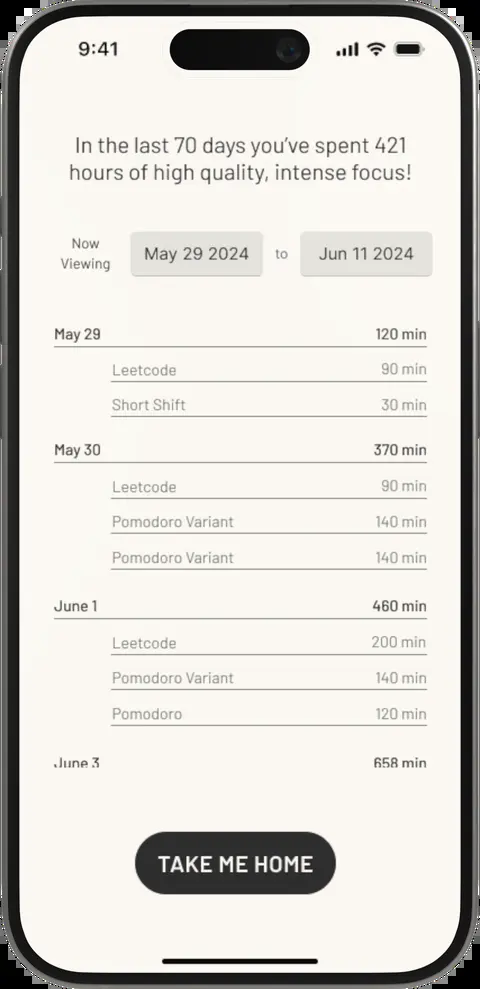 9:41
In the last 70 days you’ve spent 421
hours of high quality, intense focus!
Now
Viewing
May 29 2024 to Jun 11 2024
May 29 120 min
Leetcode 90 min
Short Shift 30 min
May 30 370 min
Leetcode 90 min
Pomodoro Variant 140 min
Pomodoro Variant 140 min
June 1 460 min
Leetcode 200 min
Pomodoro Variant 140 min
Pomodoro 120 min
June 3 658 min
TAKE ME HOME